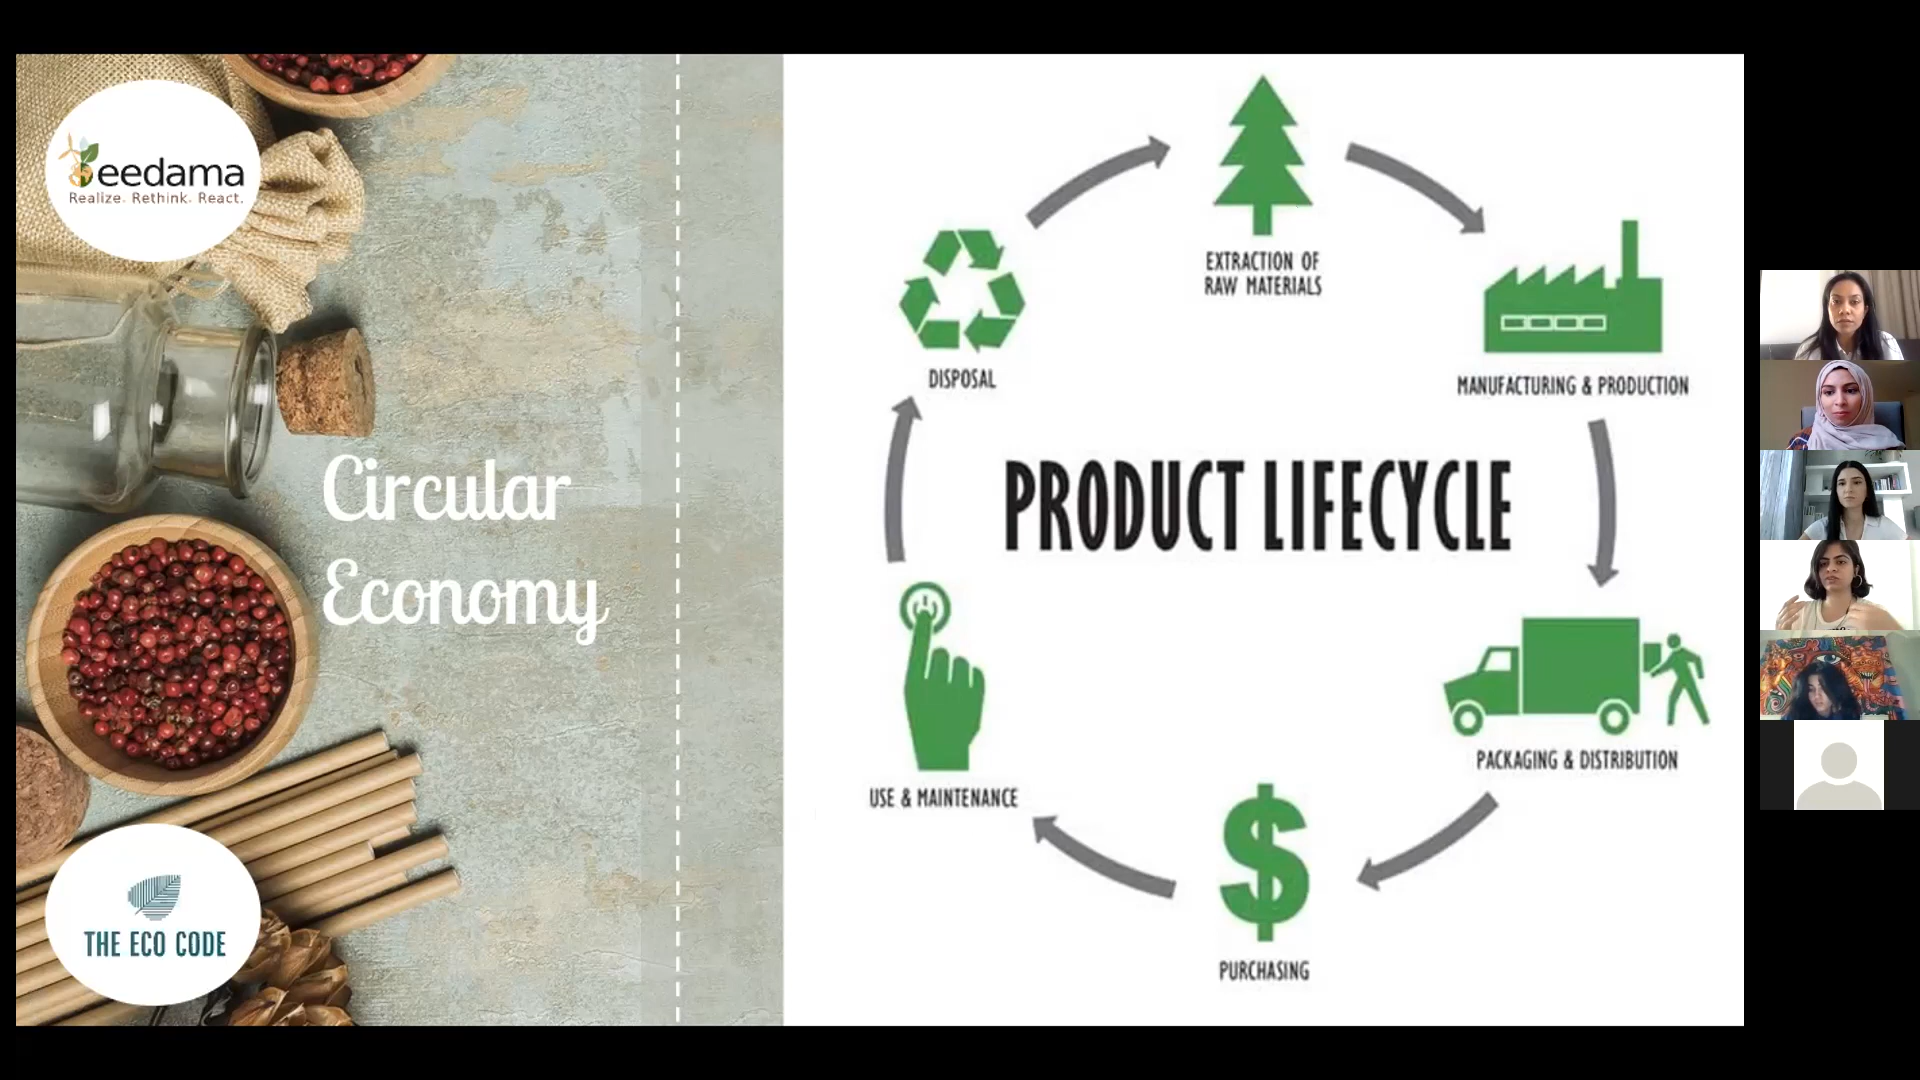 eedama
Realize. Rethink. React.
Circular
Economy
THE ECO CODE
EXTRACTION OF
RAW MATERIALS
MANUFACTURING & PRODUCTION
PACKAGING & DISTRIBUTION
PURCHASING
USE & MAINTENANCE
DISPOSAL
PRODUCT LIFECYCLE